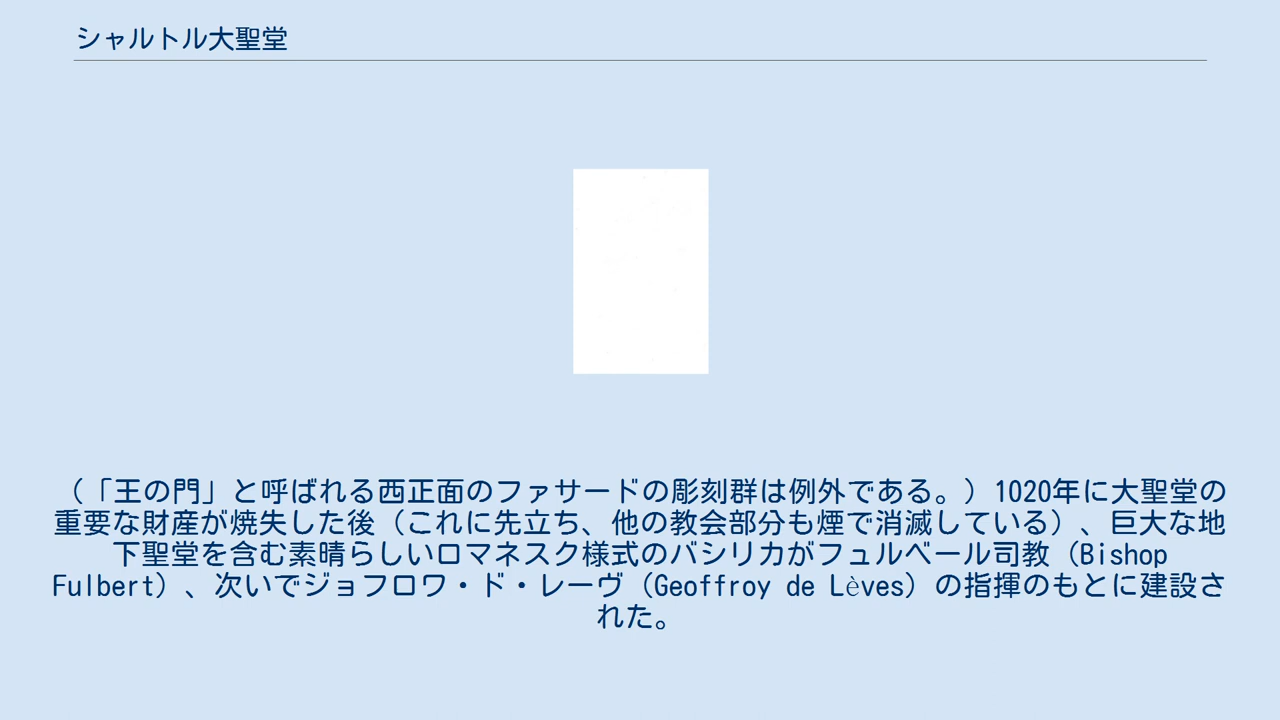 シャルトル大聖堂
（「王の門」と呼ばれる西正面のファサードの彫刻群は例外である。）1020年に大聖堂の
重要な財産が焼失した後（これに先立ち、他の教会部分も煙で消滅している）、巨大な地
下聖堂を含む素晴らしいロマネスク様式のバシリカがフュルベール司教（Bishop
Fulbert）、次いでジョフロワ・ド・レーヴ（Geoffroy de Lèves）の指揮のもとに建設さ
れた。